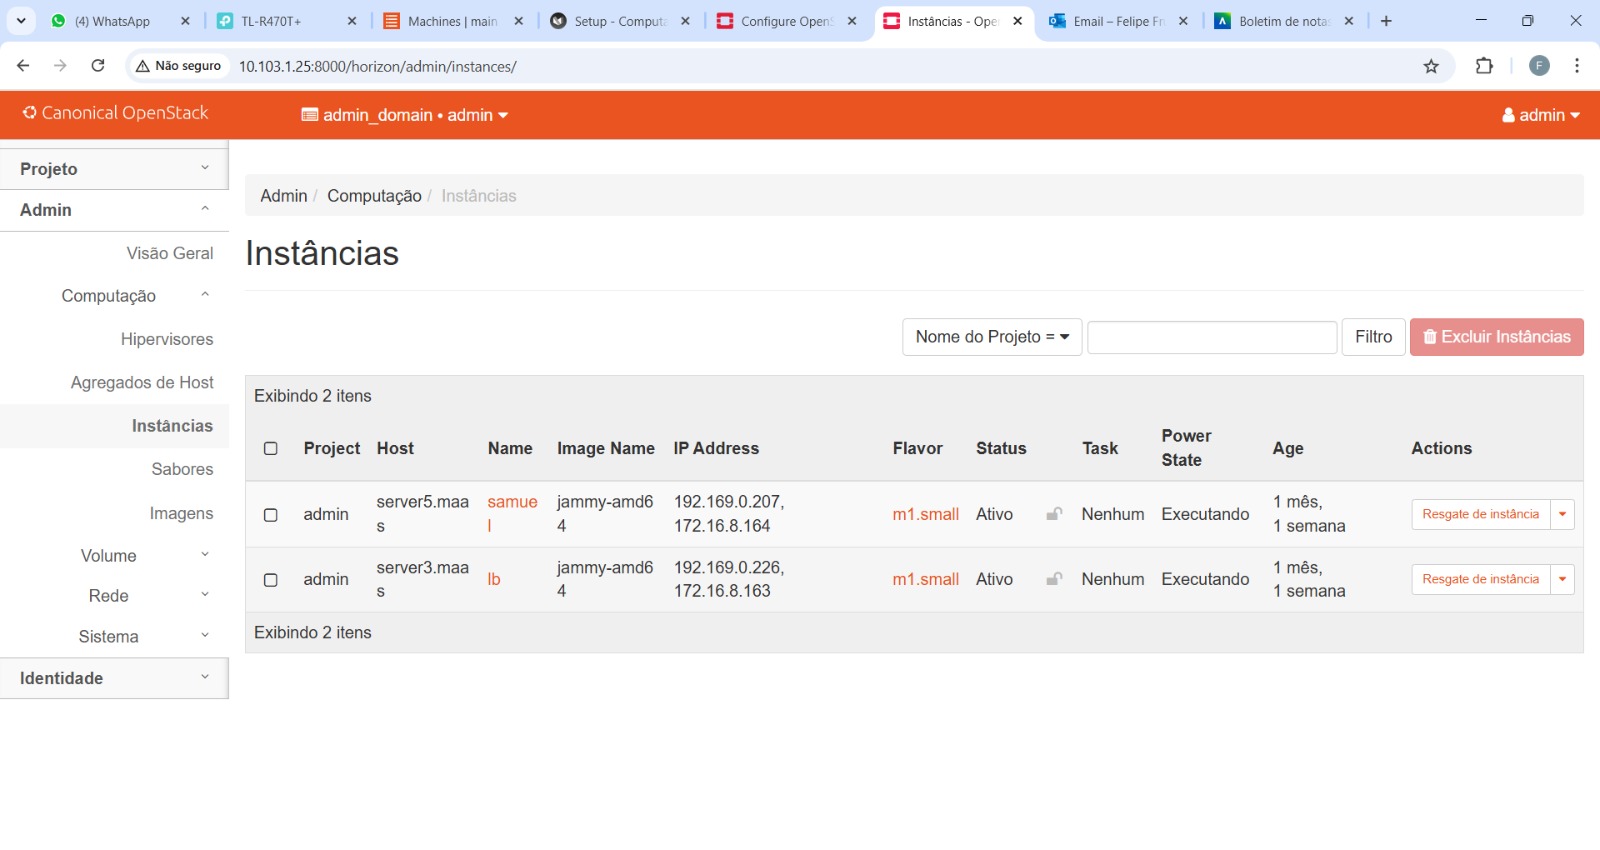 (4) WhatsApp
TL-R470T+
Machines | main
Setup - Computa
Configure OpenS
Instâncias - Ope
Email – Felipe Fr
Boletim de notas
Não seguro
10.103.1.25:8000/horizon/admin/instances/
F
Canonical OpenStack
admin_domain • admin
admin
Projeto
Admin
Visão Geral
Computação
Hipervisores
Agregados de Host
Instâncias
Sabores
Imagens
Volume
Rede
Sistema
Identidade
Admin / Computação / Instâncias
Instâncias
Nome do Projeto =
Filtro
Excluir Instâncias
Exibindo 2 itens
Project Host Name Image Name IP Address Flavor Status Task Power State Age Actions
admin server5.maas samuel jammy-amd64 192.169.0.207, 172.16.8.164 m1.small Ativo Nenhum Executando 1 mês, 1 semana Resgate de instância
admin server3.maas lb jammy-amd64 192.169.0.226, 172.16.8.163 m1.small Ativo Nenhum Executando 1 mês, 1 semana Resgate de instância
Exibindo 2 itens